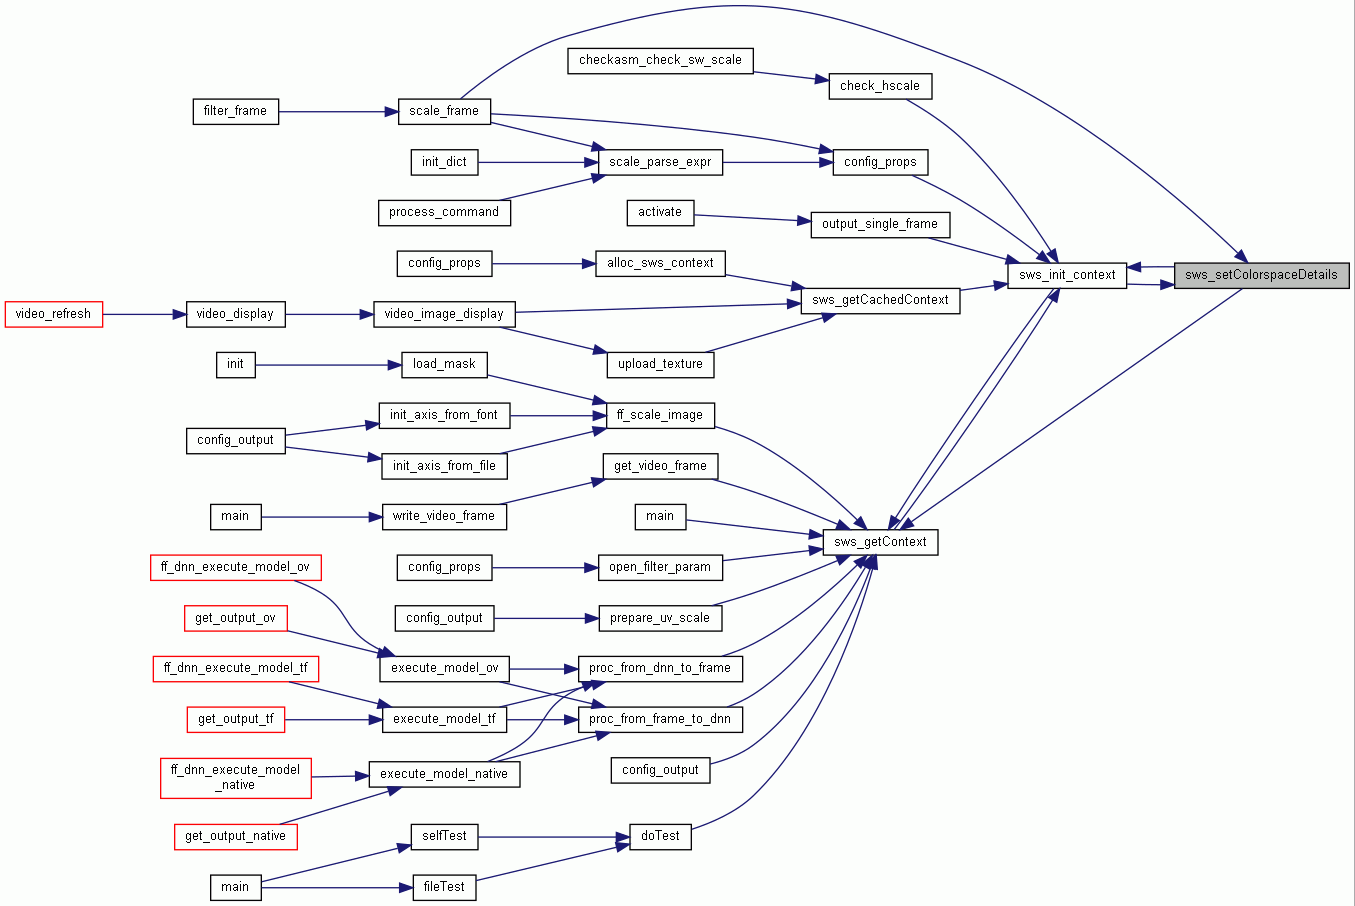 checkasm_check_sw_scale
check_hscale
filter_frame
scale_frame
init_dict
scale_parse_expr
config_props
process_command
activate
output_single_frame
config_props
alloc_sws_context
sws_init_context
sws_setColorspaceDetails
sws_getCachedContext
video_refresh
video_display
video_image_display
init
load_mask
upload_texture
init_axis_from_font
ff_scale_image
config_output
init_axis_from_file
get_video_frame
main
write_video_frame
main
sws_getContext
ff_dnn_execute_model_ov
config_props
open_filter_param
get_output_ov
config_output
prepare_uv_scale
ff_dnn_execute_model_tf
execute_model_ov
proc_from_dnn_to_frame
get_output_tf
execute_model_tf
proc_from_frame_to_dnn
ff_dnn_execute_model
_native
execute_model_native
config_output
get_output_native
selfTest
doTest
main
fileTest